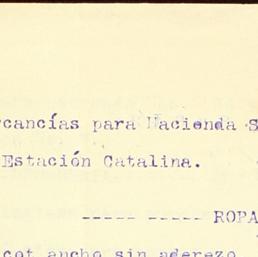 rcancías para Hacienda S
Estación Catalina.
----- ----- ROPA
cot ancho sin aderezo